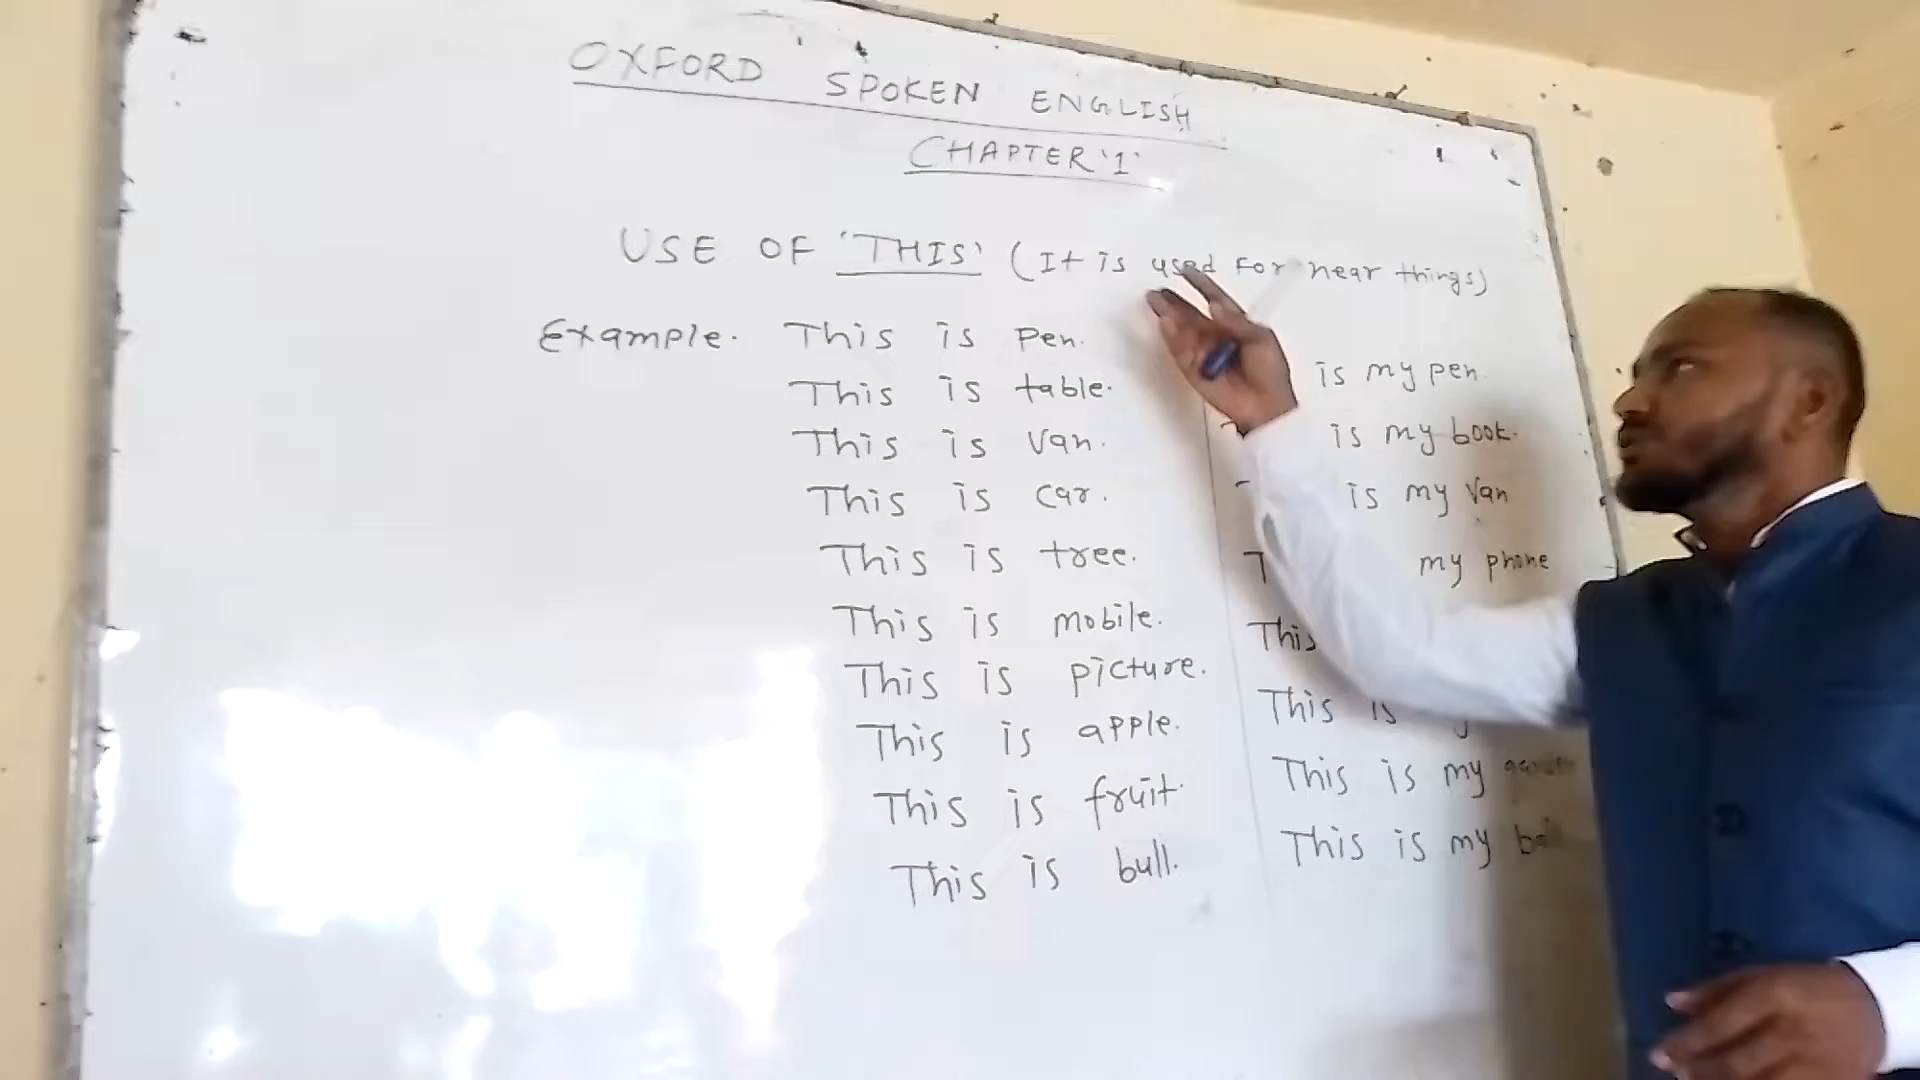 OXFORD SPOKEN ENGLISH
CHAPTER '1'
USE OF 'THIS' (It is used for near things)
Example. This is pen.
This is table.
This is van.
This is car.
This is tree.
This is mobile.
This is picture.
This is apple.
This is fruit.
This is bull.
is my pen.
is my book.
is my van
my phone
This
This is
This is my garden
This is my